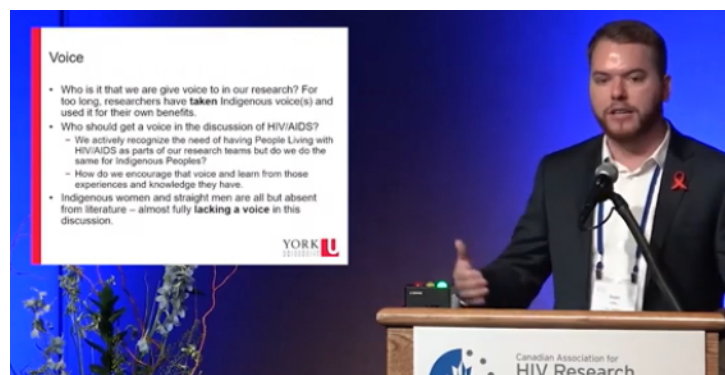 Voice
• Who is it that we are give voice to in our research? For
too long, researchers have taken Indigenous voice(s) and
used it for their own benefits.
• Who should get a voice in the discussion of HIV/AIDS?
– We actively recognize the need of having People Living with
HIV/AIDS as parts of our research teams but do we do the
same for Indigenous Peoples?
– How do we encourage that voice and learn from those
experiences and knowledge they have.
• Indigenous women and straight men are all but absent
from literature – almost fully lacking a voice in this
discussion.
YORK U
Canadian Association for
HIV Research